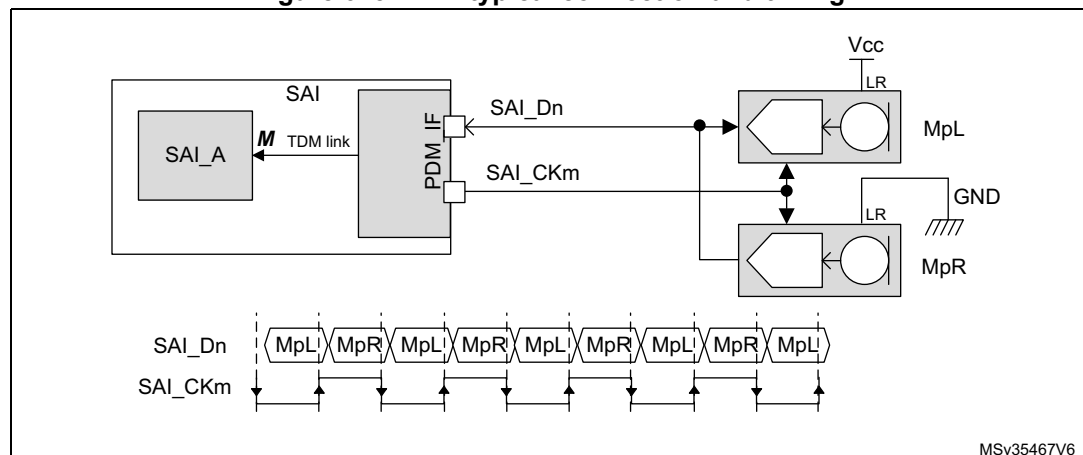 Vcc
SAI
LR
SAI_Dn
MpL
PDM_IF
M TDM link
SAI_A
SAI_CKm
GND
LR
MpR
SAI_Dn MpL MpR MpL MpR MpL MpR MpL MpR MpL
SAI_CKm
MSv35467V6